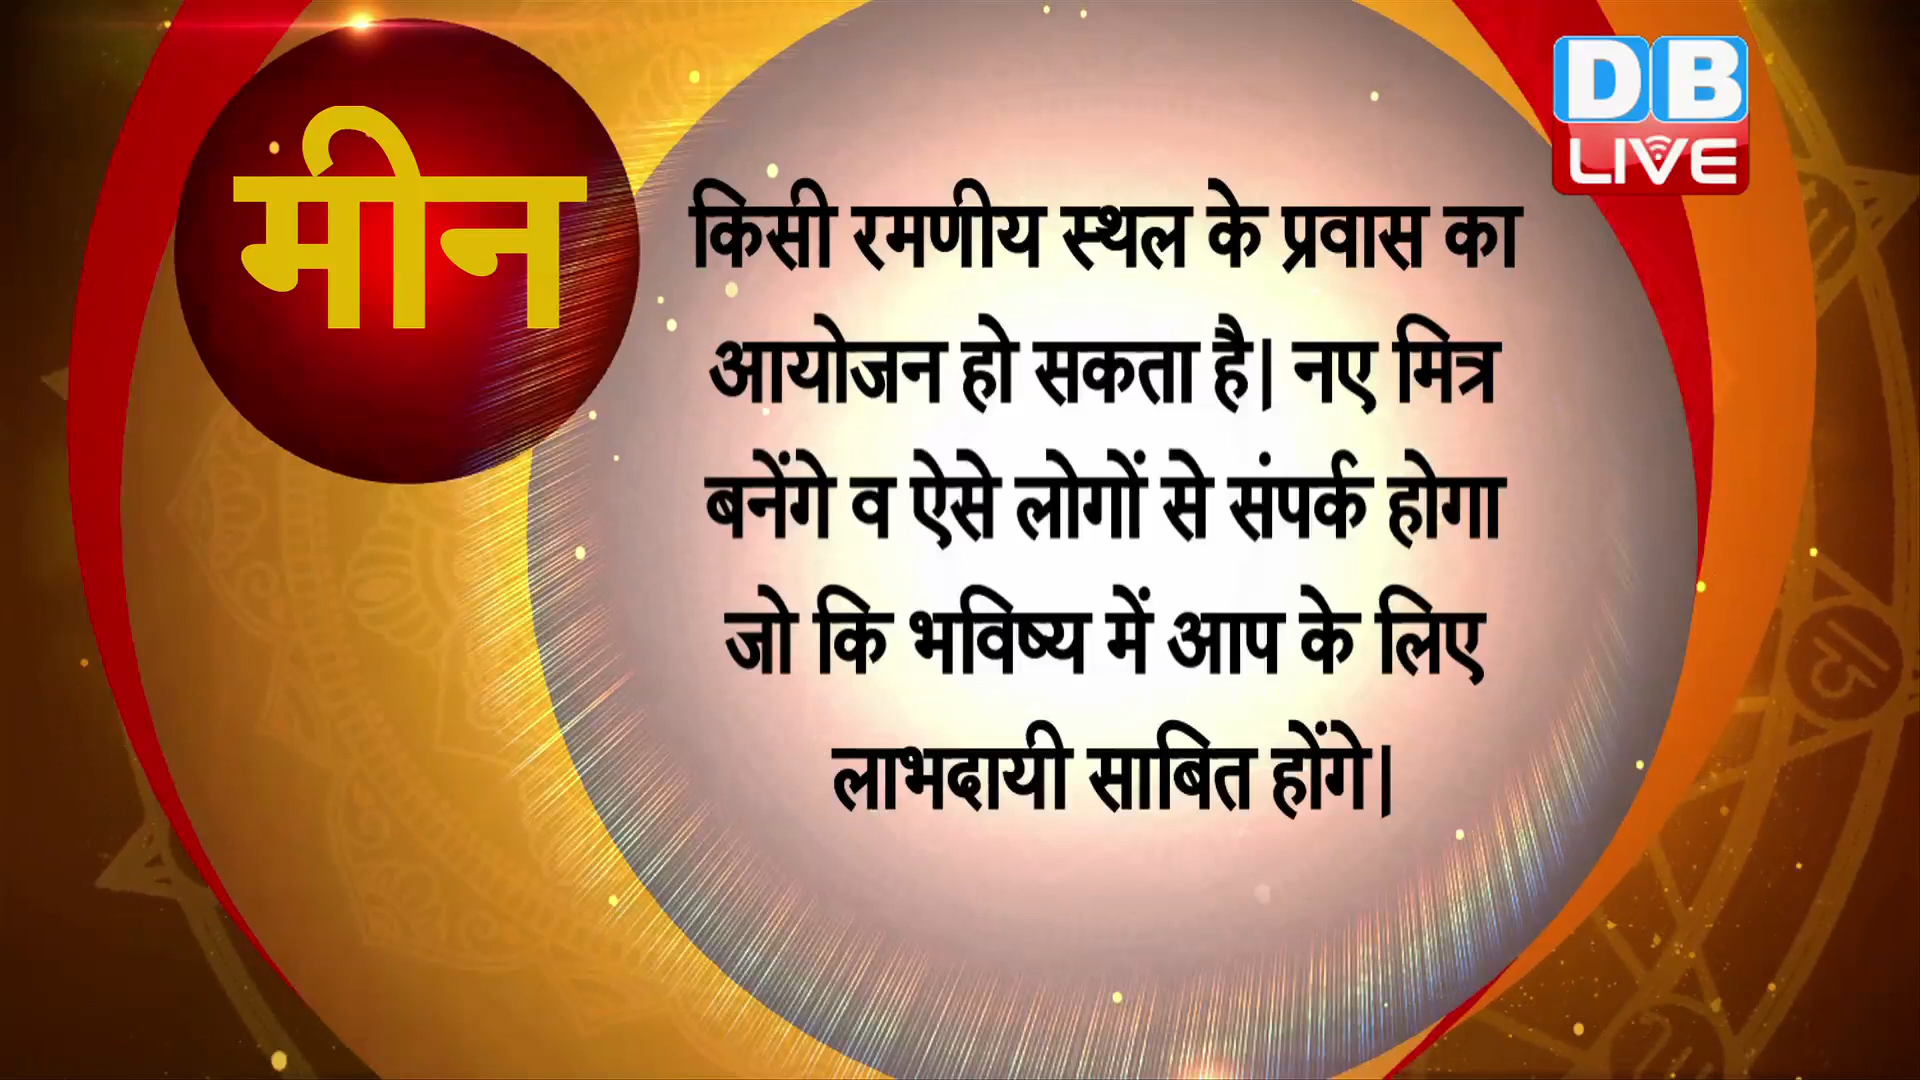 मीन
DB
LIVE
किसी रमणीय स्थल के प्रवास का
आयोजन हो सकता है| नए मित्र
बनेंगे व ऐसे लोगों से संपर्क होगा
जो कि भविष्य में आप के लिए
लाभदायी साबित होंगे|